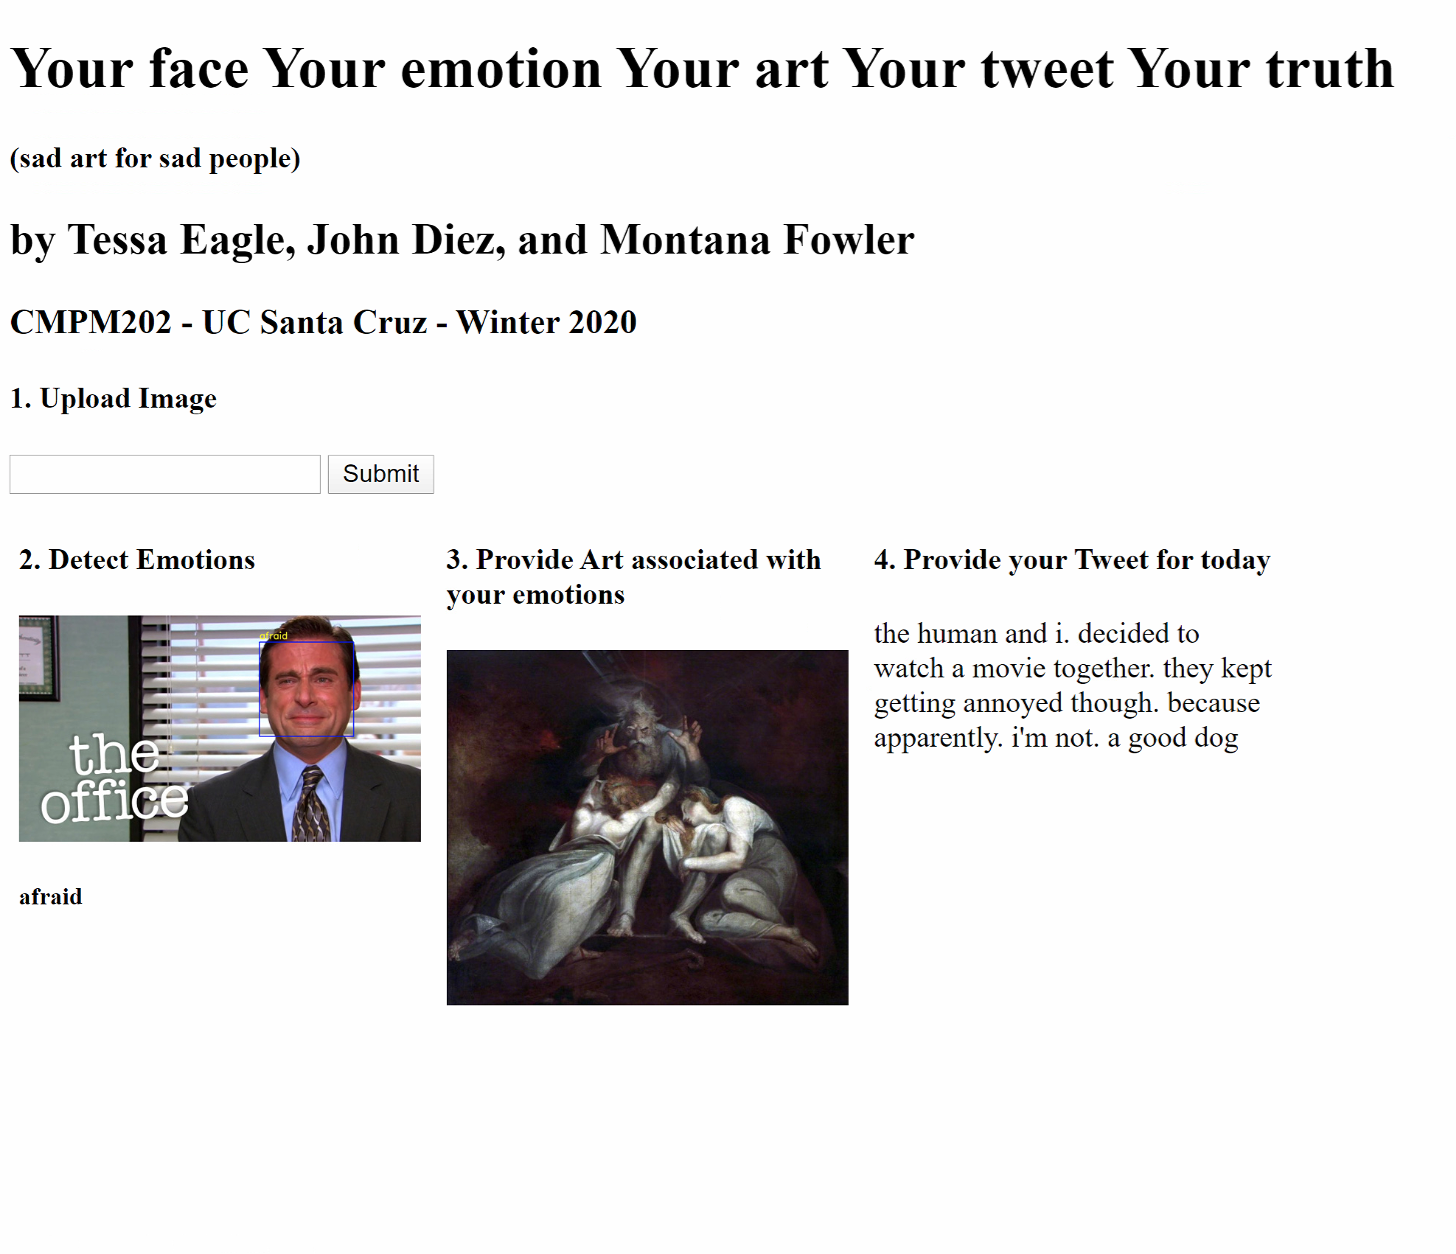 Your face Your emotion Your art Your tweet Your truth
(sad art for sad people)
by Tessa Eagle, John Diez, and Montana Fowler
CMPM202 - UC Santa Cruz - Winter 2020
1. Upload Image
Submit
2. Detect Emotions
afraid
the
office
afraid
3. Provide Art associated with
your emotions
4. Provide your Tweet for today
the human and i. decided to
watch a movie together. they kept
getting annoyed though. because
apparently. i'm not. a good dog